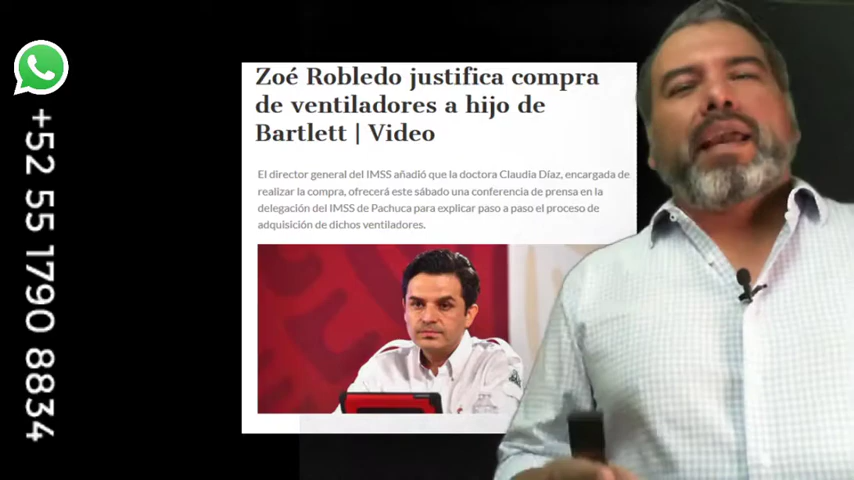 Zoé Robledo justifica compra
de ventiladores a hijo de
Bartlett | Video
El director general del IMSS añadió que la doctora Claudia Díaz, encargada de
realizar la compra, ofrecerá este sábado una conferencia de prensa en la
delegación del IMSS de Pachuca para explicar paso a paso el proceso de
adquisición de dichos ventiladores.
+52 55 1790 8834